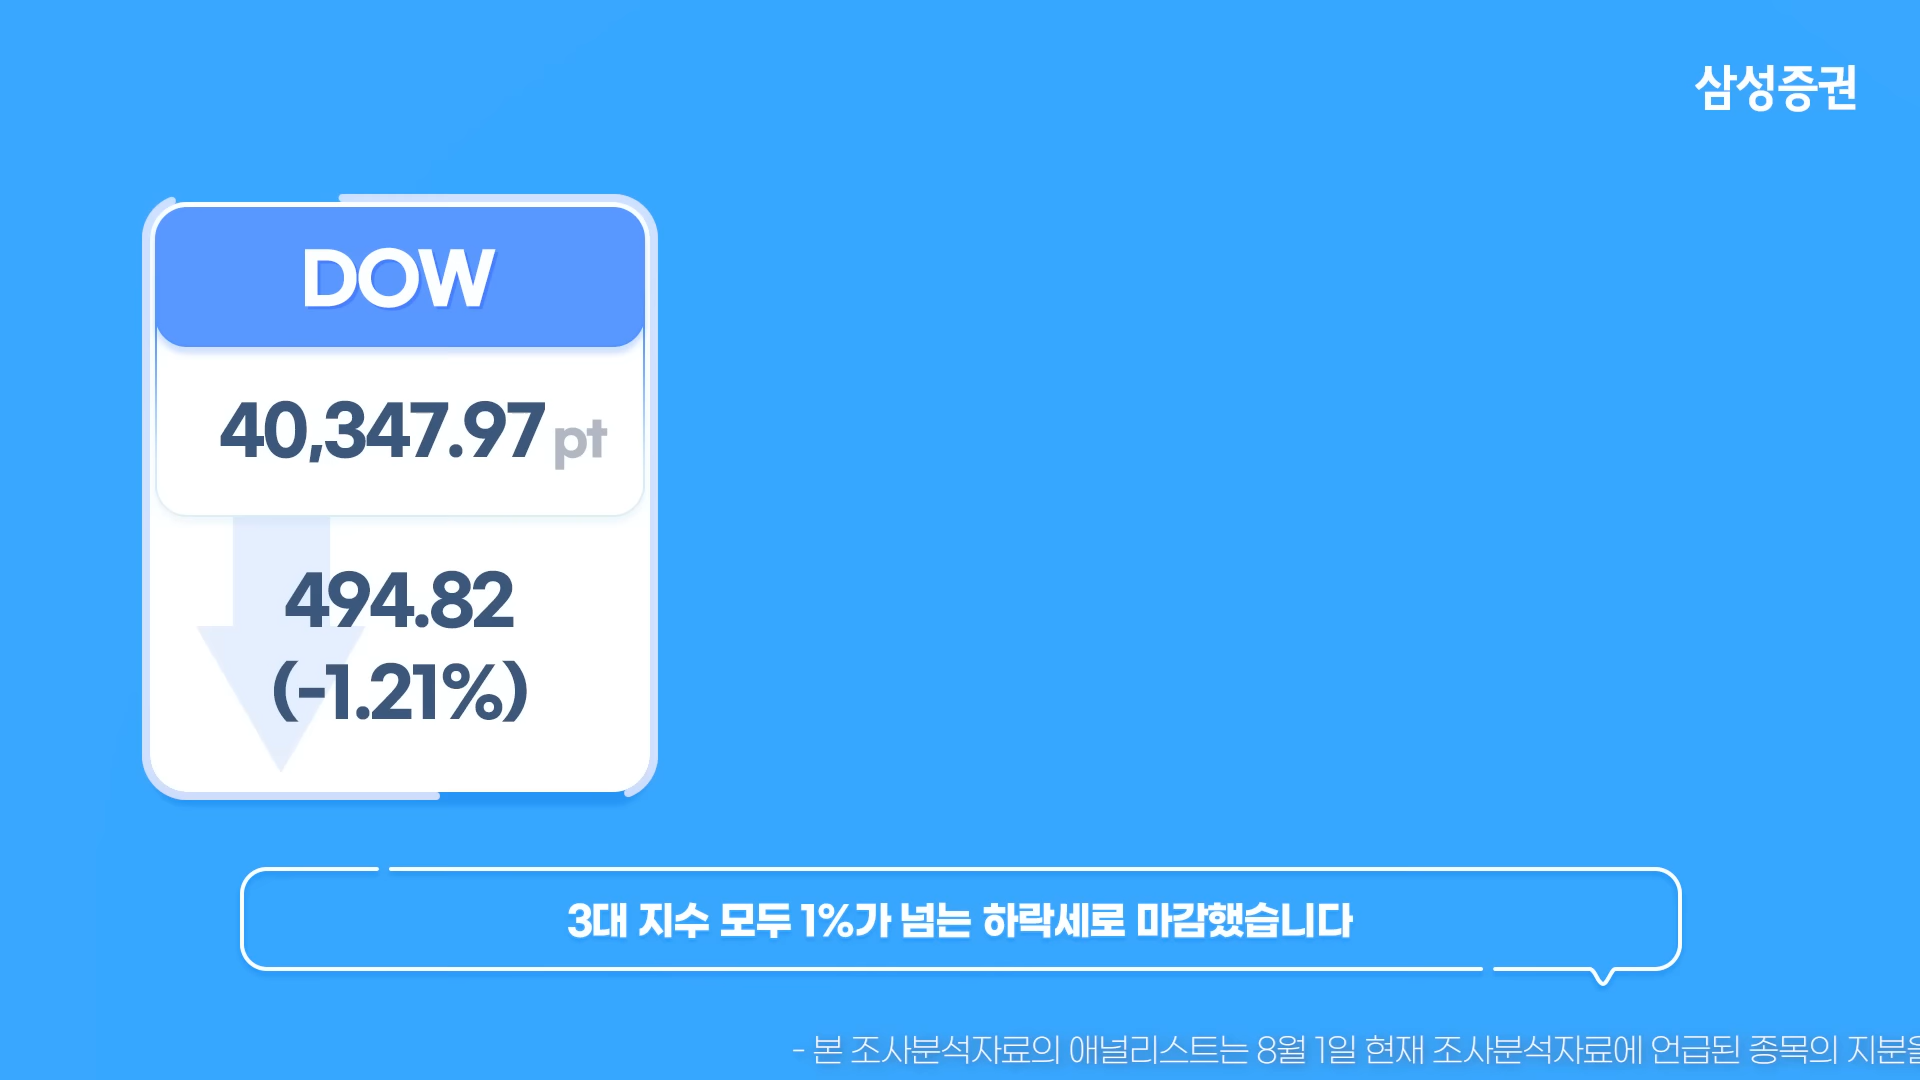 삼성증권
DOW
40,347.97 pt
494.82
(-1.21%)
3대 지수 모두 1%가 넘는 하락세로 마감했습니다
- 본 조사분석자료의 애널리스트는 8월 1일 현재 조사분석자료에 언급된 종목의 지분을